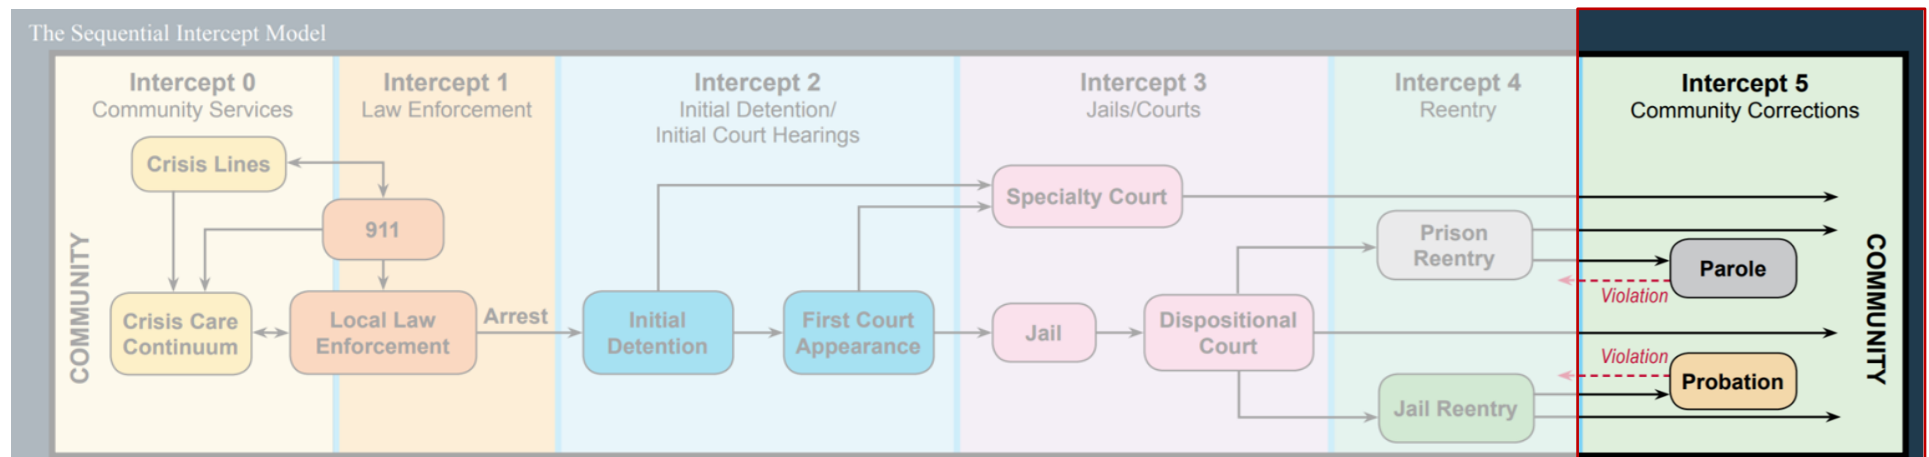 The Sequential Intercept Model
Intercept 0
Community Services
Intercept 1
Law Enforcement
Intercept 2
Initial Detention/
Initial Court Hearings
Intercept 3
Jails/Courts
Intercept 4
Reentry
Intercept 5
Community Corrections
COMMUNITY
Crisis Lines
911
Crisis Care
Continuum
Local Law
Enforcement
Arrest
Initial
Detention
First Court
Appearance
Specialty Court
Jail
Dispositional
Court
Prison
Reentry
Jail Reentry
Parole
Violation
Violation
Probation
COMMUNITY